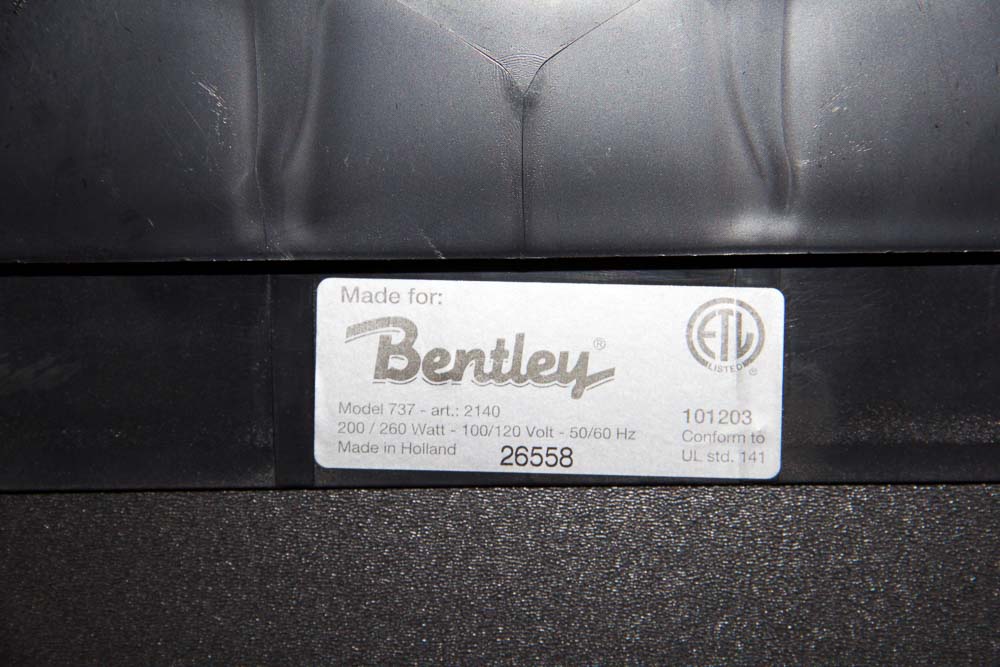 Made for:
Bentley®
ETL
LISTED
®
Model 737 - art.: 2140
200 / 260 Watt - 100/120 Volt - 50/60 Hz
Made in Holland
26558
101203
Conform to
UL std. 141